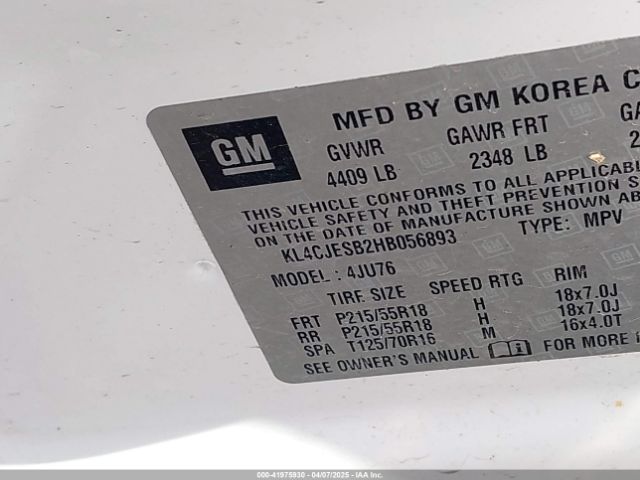 MFD BY GM KOREA C
GM
GVWR GAWR FRT GA
4409 LB 2348 LB 2
THIS VEHICLE CONFORMS TO ALL APPLICABL
VEHICLE SAFETY AND THEFT PREVENTION S
ON THE DATE OF MANUFACTURE SHOWN AB
KL4CJESB2HB056893 TYPE: MPV
MODEL : 4JU76
TIRE SIZE SPEED RTG RIM
FRT P215/55R18 H 18x7.0J
RR P215/55R18 H 18x7.0J
SPA T125/70R16 M 16x4.0T
SEE OWNER'S MANUAL FOR MORE
000-41975930 04/07/2025 IAA Inc.